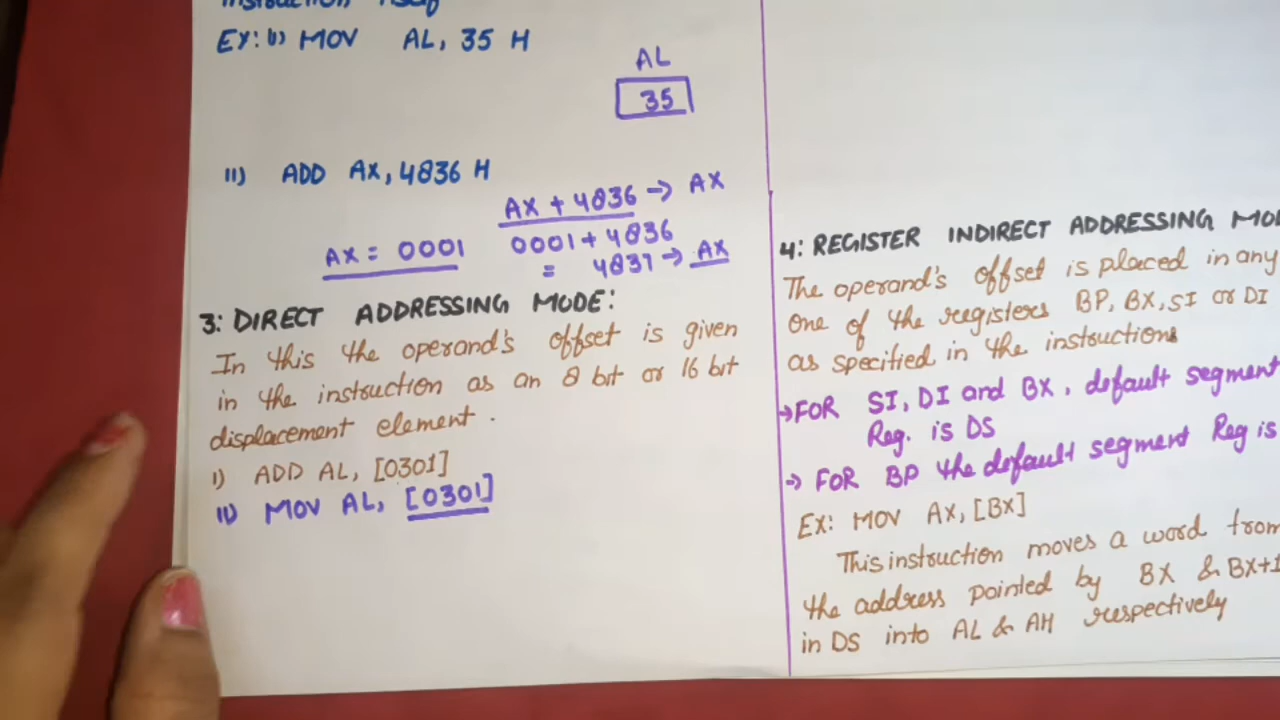 Instruction itself
Ex: i) MOV AL, 35 H
AL
35
II) ADD AX, 4836 H
AX + 4836 → AX
AX = 0001 0001 + 4836
= 4837 → AX
3: DIRECT ADDRESSING MODE:
In this the operand's offset is given
in the instruction as an 8 bit or 16 bit
displacement element.
I) ADD AL, [0301]
II) MOV AL, [0301]
4: REGISTER INDIRECT ADDRESSING MO
The operand's offset is placed in any
one of the registers BP, BX, SI or DI
as specified in the instructions
→ FOR SI, DI and BX, default segment
Reg. is DS
→ FOR BP the default segment Reg is
Ex: MOV AX, [BX]
This instruction moves a word from
the address pointed by BX & BX+1
in DS into AL & AH respectively